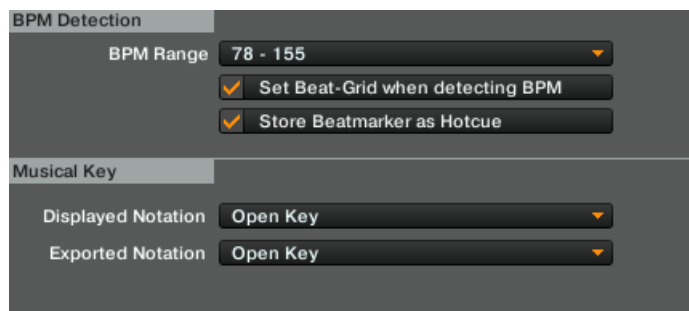 BPM Detection
BPM Range 78 - 155
Set Beat-Grid when detecting BPM
Store Beatmarker as Hotcue
Musical Key
Displayed Notation Open Key
Exported Notation Open Key